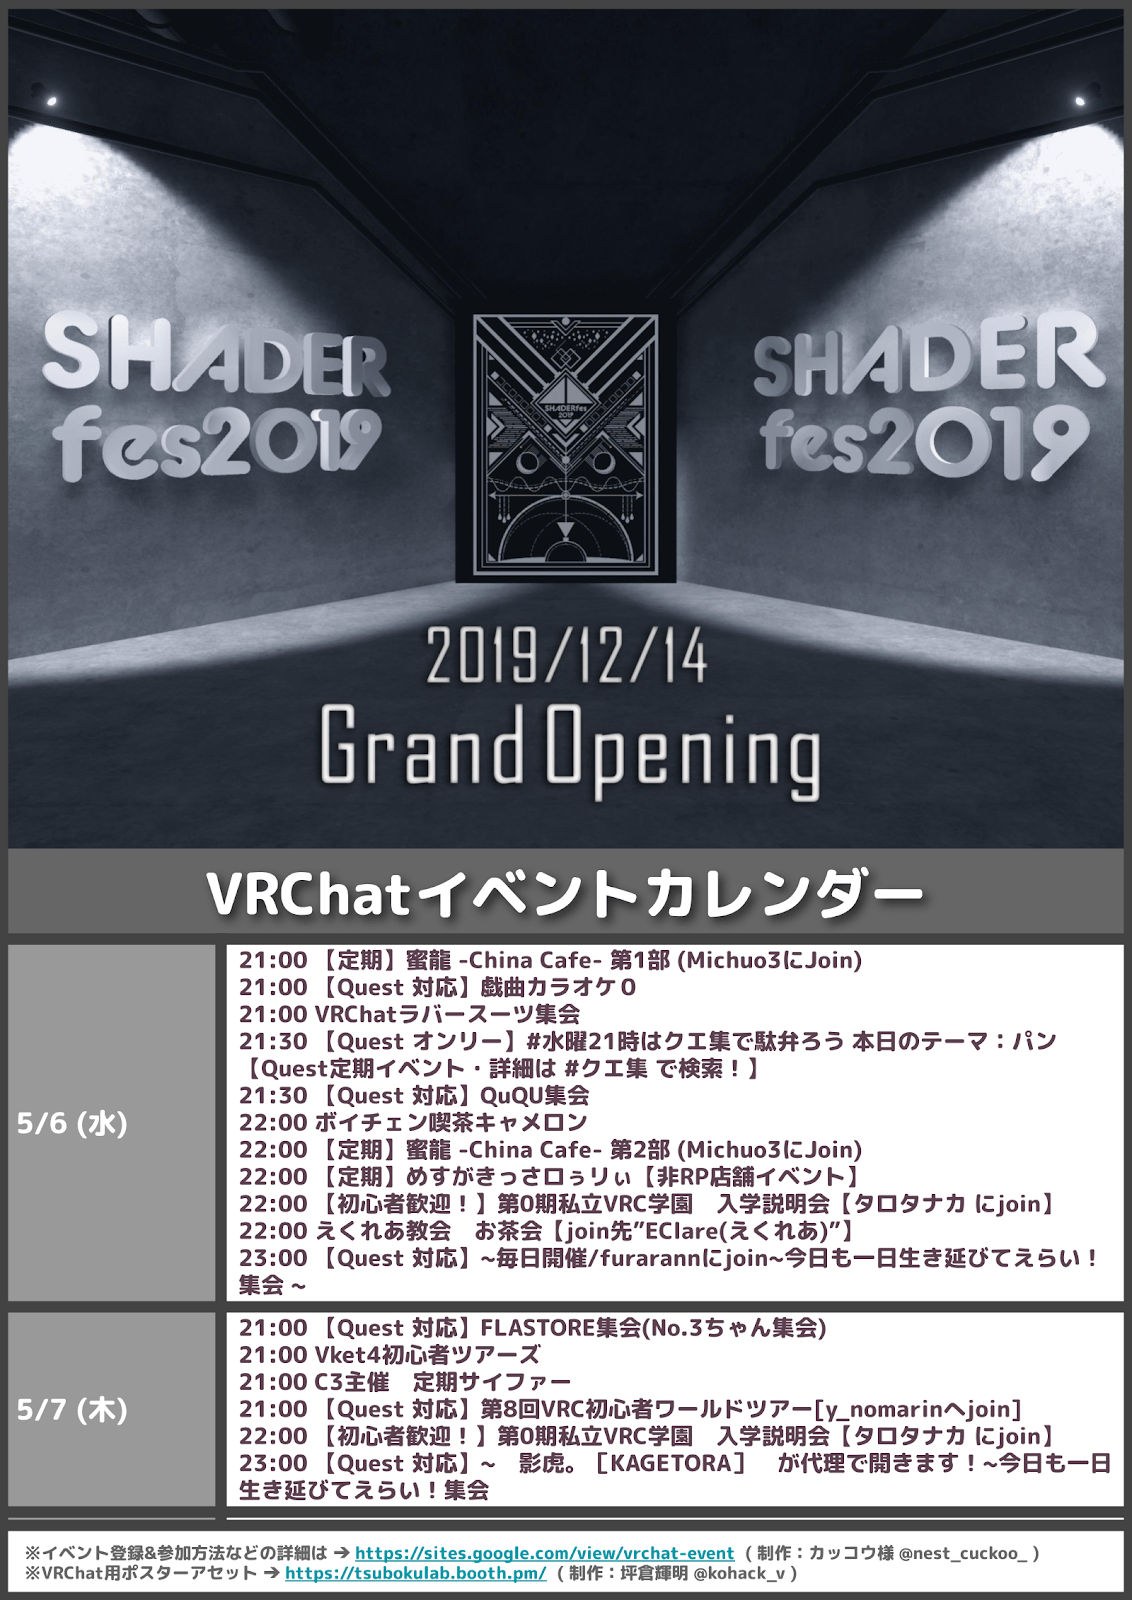 SHADER
fes2019
SHADER
fes2019
SHADERfes
2019
2019/12/14
Grand Opening
VRChatイベントカレンダー
5/6 (水)
21:00 【定期】蜜龍 -China Cafe- 第1部 (Michuo3にJoin)
21:00 【Quest 対応】戯曲カラオケ０
21:00 VRChatラバースーツ集会
21:30 【Quest オンリー】#水曜21時はクエ集で駄弁ろう 本日のテーマ：パン
【Quest定期イベント・詳細は #クエ集 で検索！】
21:30 【Quest 対応】QuQU集会
22:00 ボイチェン喫茶キャメロン
22:00 【定期】蜜龍 -China Cafe- 第2部 (Michuo3にJoin)
22:00 【定期】めすがきっさロぅリぃ【非RP店舗イベント】
22:00 【初心者歓迎！】第0期私立VRC学園　入学説明会【タロタナカ にjoin】
22:00 えくれあ教会　お茶会【join先”EClare(えくれあ)”】
23:00 【Quest 対応】~毎日開催/furarannにjoin~今日も一日生き延びてえらい！
集会 ~
5/7 (木)
21:00 【Quest 対応】FLASTORE集会(No.3ちゃん集会)
21:00 Vket4初心者ツアーズ
21:00 C3主催　定期サイファー
21:00 【Quest 対応】第8回VRC初心者ワールドツアー[y_nomarinへjoin]
22:00 【初心者歓迎！】第0期私立VRC学園　入学説明会【タロタナカ にjoin】
23:00 【Quest 対応】~　影虎。［KAGETORA］　が代理で開きます！~今日も一日
生き延びてえらい！集会
※イベント登録&参加方法などの詳細は ➔ https://sites.google.com/view/vrchat-event （ 制作：カッコウ様 @nest_cuckoo_ ）
※VRChat用ポスターアセット ➔ https://tsubokulab.booth.pm/ （ 制作：坪倉輝明 @kohack_v ）